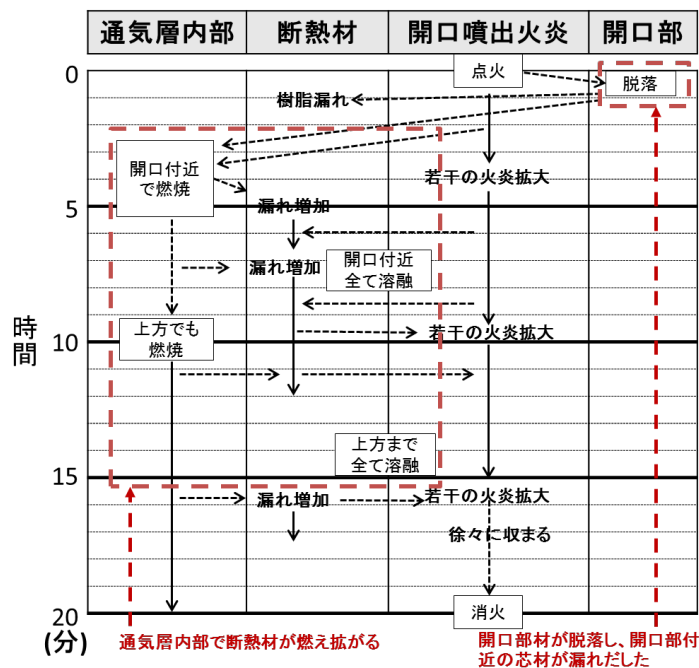 通気層内部 断熱材 開口噴出火炎 開口部
0 点火 脱落
樹脂漏れ
開口付近
で燃焼
若干の火炎拡大
5 漏れ増加
漏れ増加
開口付近
全て溶融
時間
上方でも
燃焼
若干の火炎拡大
10
上方まで
全て溶融
15
漏れ増加 若干の火炎拡大
徐々に収まる
20 消火
(分)
通気層内部で断熱材が燃え拡がる
開口部材が脱落し、開口部付
近の芯材が漏れだした